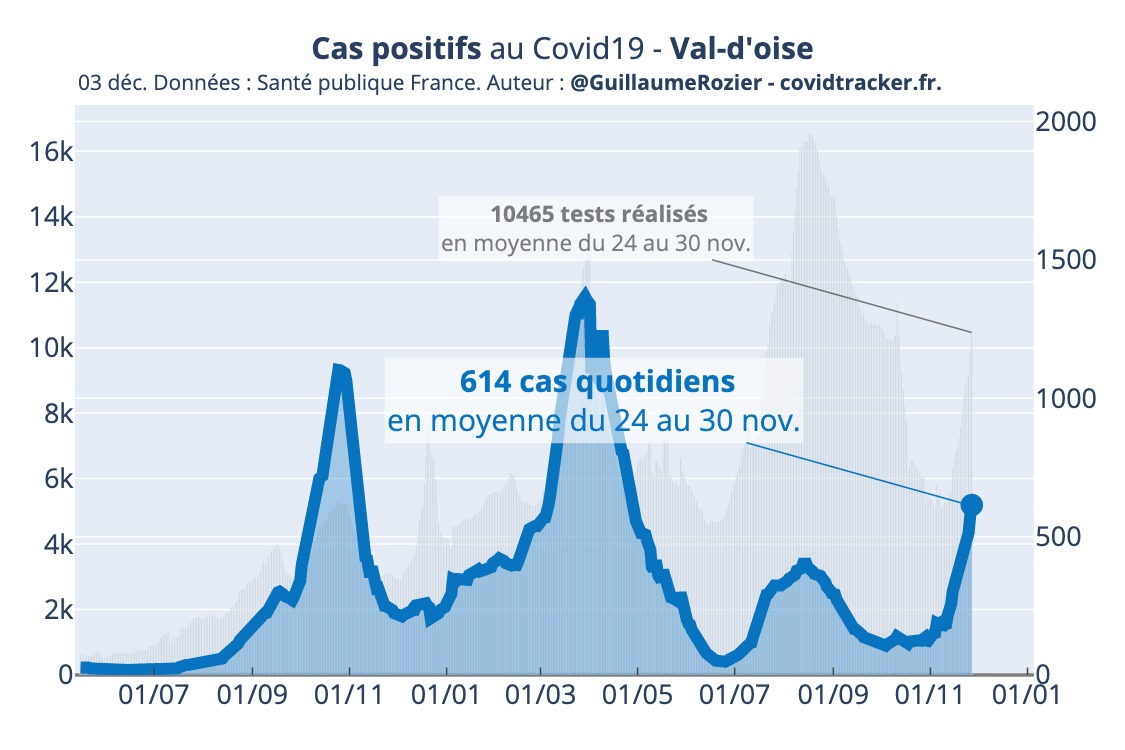 Cas positifs au Covid19 - Val-d'oise
03 déc. Données : Santé publique France. Auteur : @GuillaumeRozier - covidtracker.fr.
2000
16k
10465 tests réalisés
14k
en moyenne du 24 au 30 nov.
1500
12k
10k
614 cas quotidiens
1000
8k
en moyenne du 24 au 30 nov.
6k
4k
500
2k
0
0
01/07 01/09 01/11 01/01 01/03 01/05 01/07 01/09 01/11 01/01